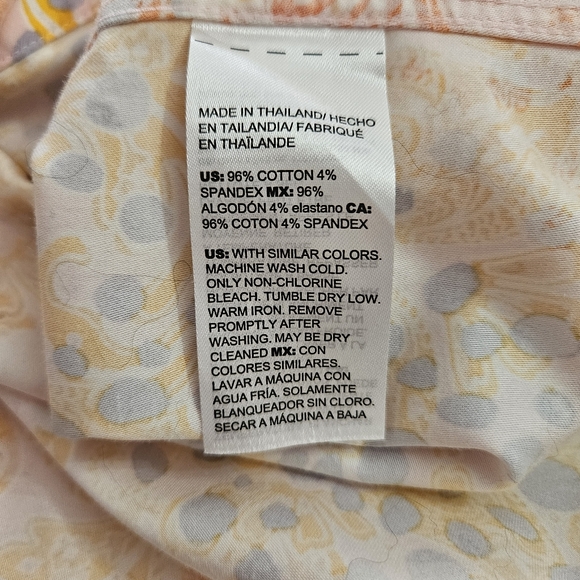 MADE IN THAILAND/ HECHO
EN TAILANDIA/ FABRIQUÉ
EN THAÏLANDE
US: 96% COTTON 4%
SPANDEX MX: 96%
ALGODÓN 4% elastano CA:
96% COTON 4% SPANDEX
US: WITH SIMILAR COLORS.
MACHINE WASH COLD.
ONLY NON-CHLORINE
BLEACH. TUMBLE DRY LOW.
WARM IRON. REMOVE
PROMPTLY AFTER
WASHING. MAY BE DRY
CLEANED MX: CON
COLORES SIMILARES.
LAVAR A MÁQUINA CON
AGUA FRÍA. SOLAMENTE
BLANQUEADOR SIN CLORO.
SECAR A MÁQUINA A BAJA